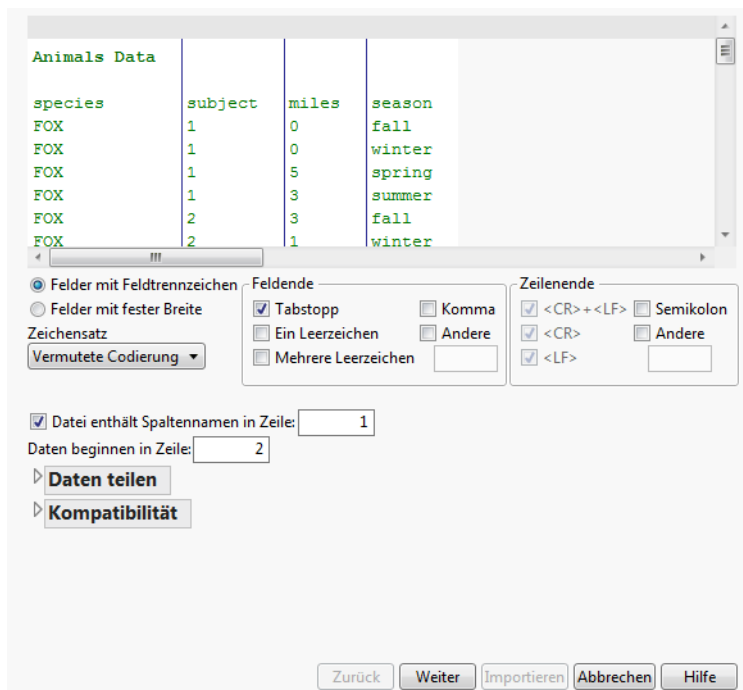 Animals Data
species subject miles season
FOX 1 0 fall
FOX 1 0 winter
FOX 1 5 spring
FOX 1 3 summer
FOX 2 3 fall
FOX 2 1 winter
Felder mit Feldtrennzeichen
Felder mit fester Breite
Zeichensatz
Vermutete Codierung
Feldende
Tabstopp Komma
Ein Leerzeichen Andere
Mehrere Leerzeichen
Zeilenende
<CR>+<LF> Semikolon
<CR> Andere
<LF>
Datei enthält Spaltennamen in Zeile: 1
Daten beginnen in Zeile: 2
Daten teilen
Kompatibilität
Zurück Weiter Importieren Abbrechen Hilfe